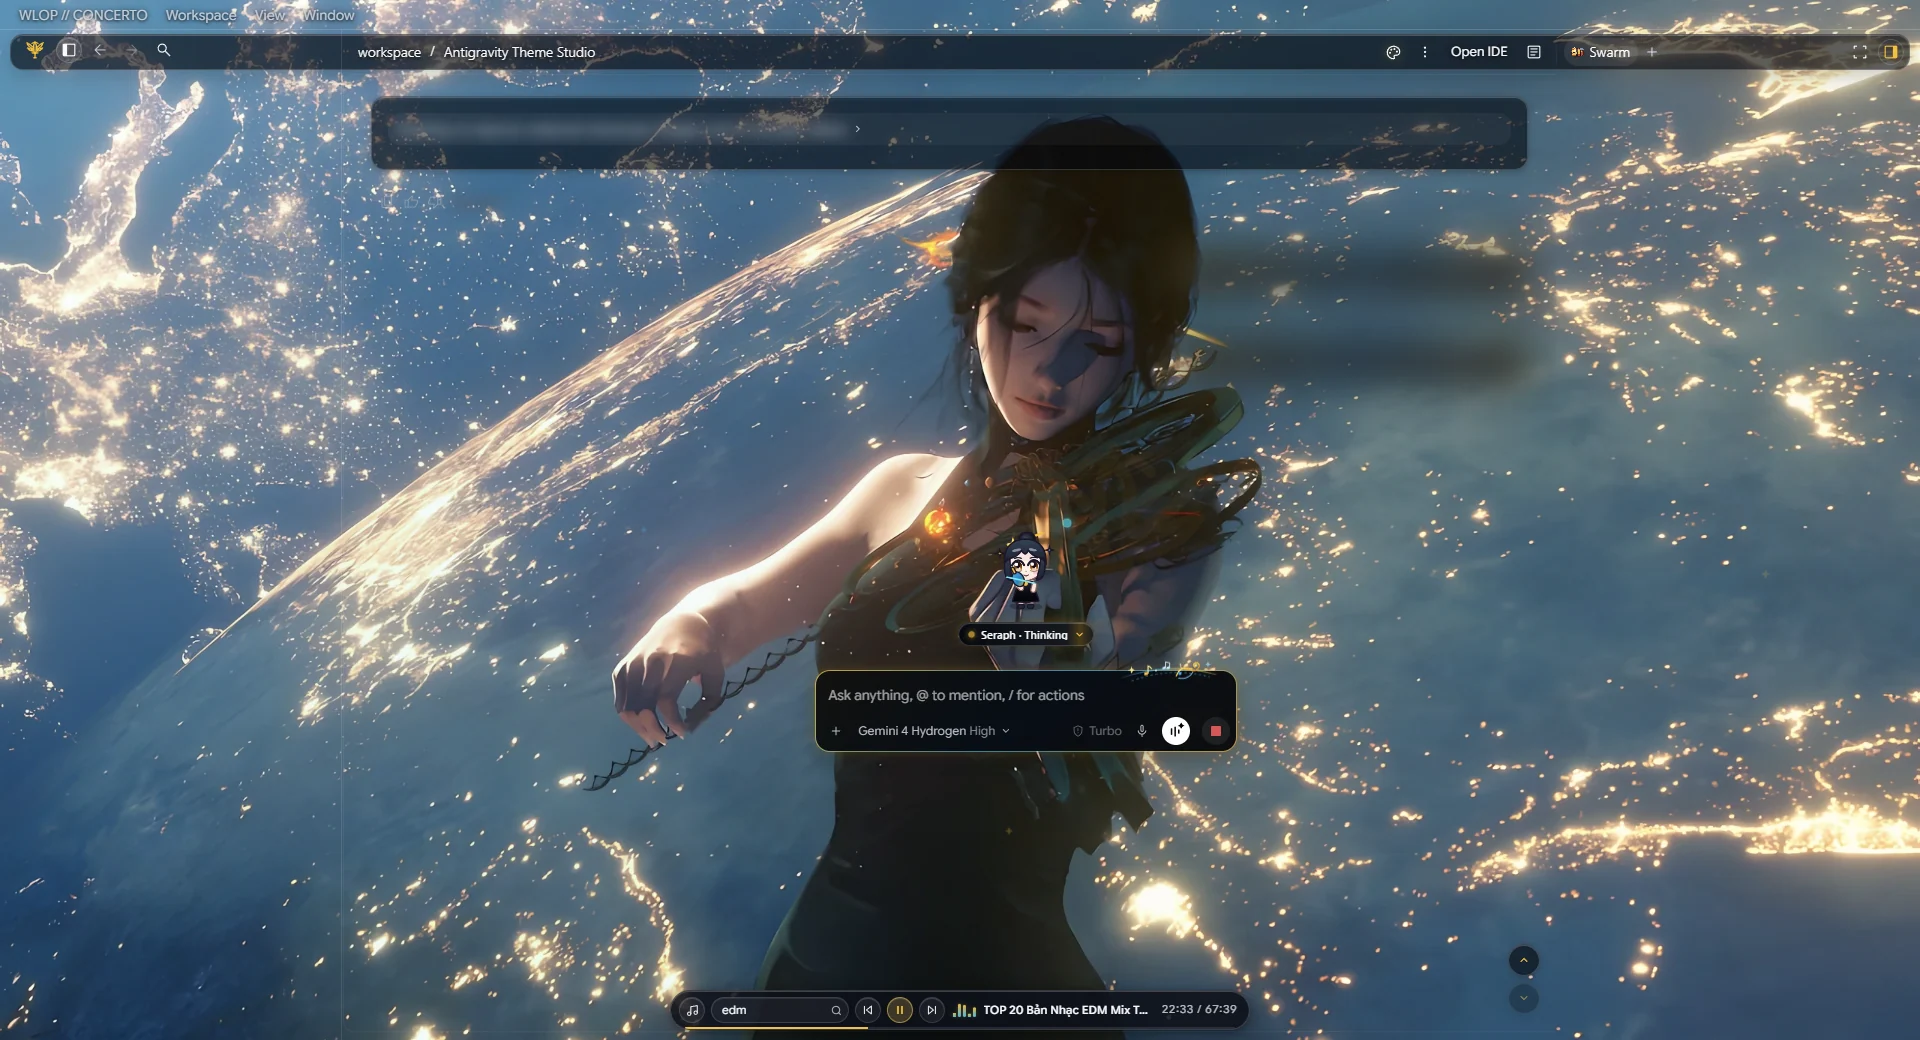 WLOP // CONCERTO Workspace View Window
workspace / Antigravity Theme Studio
Open IDE
Swarm
Seraph · Thinking
Ask anything, @ to mention, / for actions
Gemini 4 Hydrogen High
Turbo
edm
TOP 20 Bản Nhạc EDM Mix T...
22:33 / 67:39